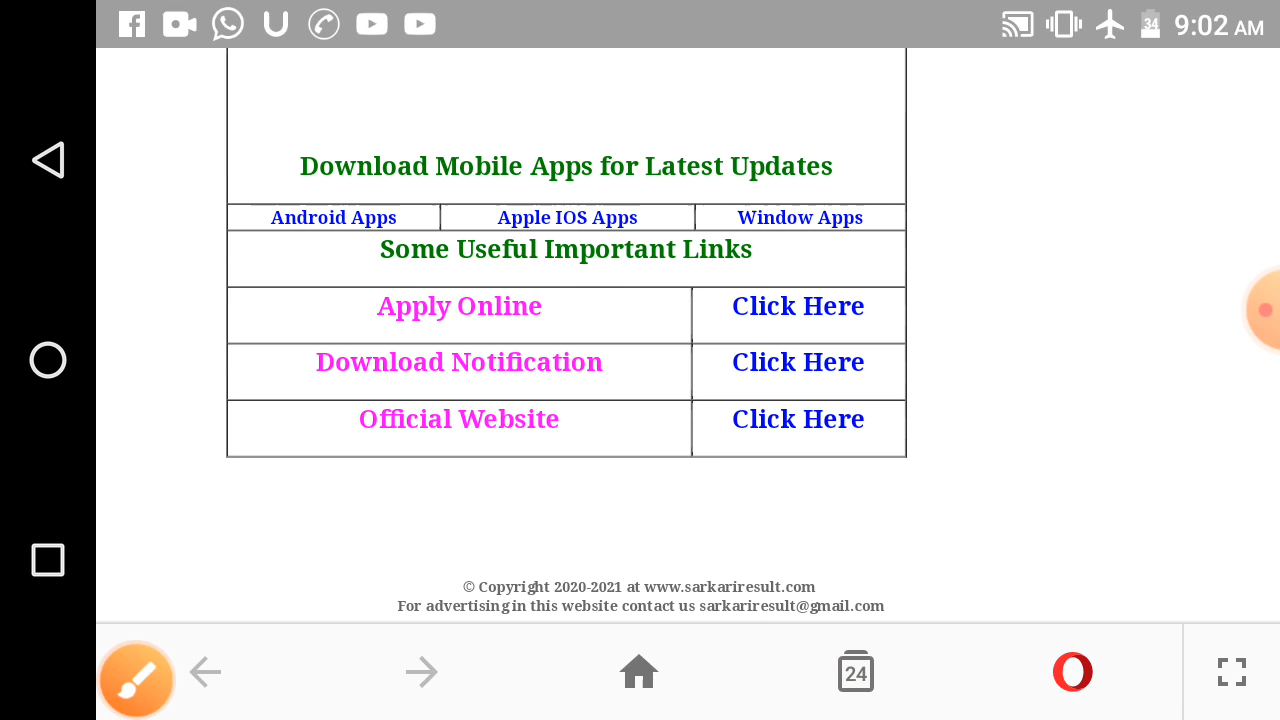 34 9:02 AM
Download Mobile Apps for Latest Updates
Android Apps Apple IOS Apps Window Apps
Some Useful Important Links
Apply Online Click Here
Download Notification Click Here
Official Website Click Here
© Copyright 2020-2021 at www.sarkariresult.com
For advertising in this website contact us sarkariresult@gmail.com
24